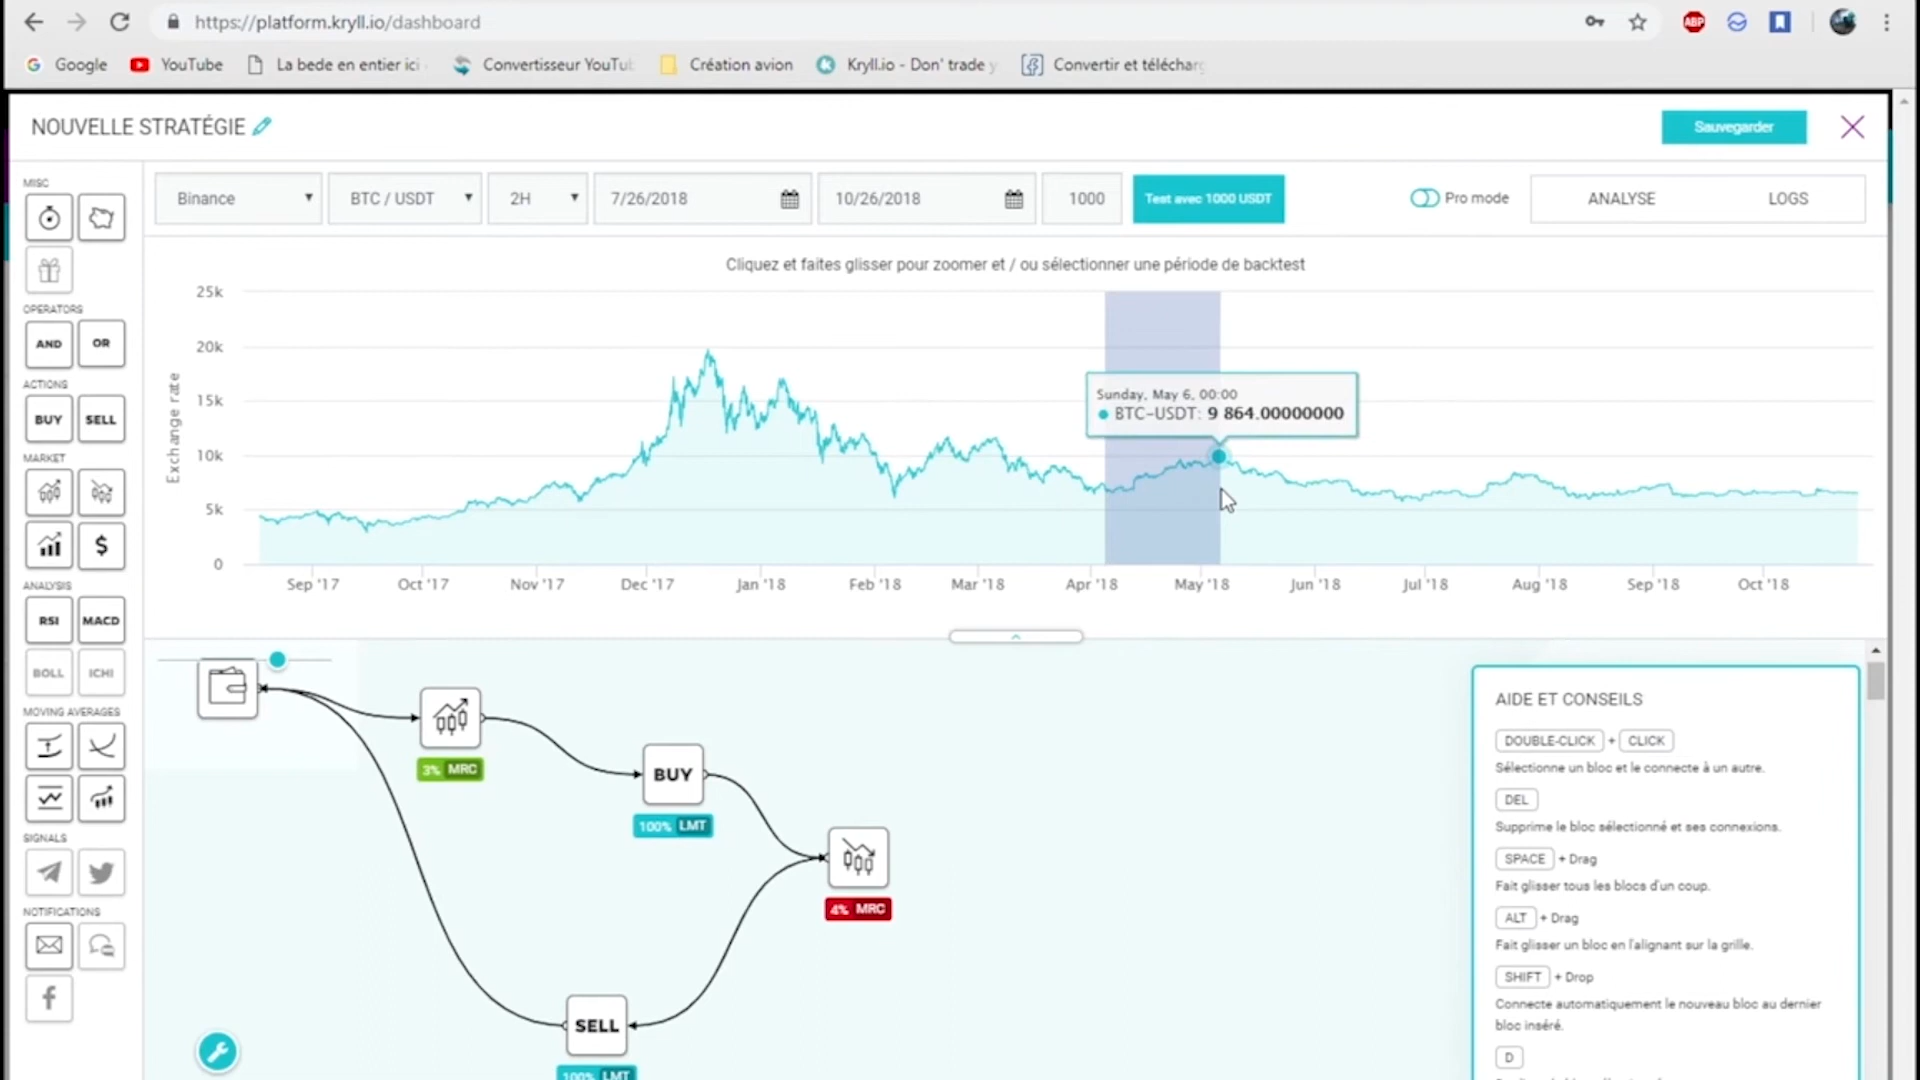 https://platform.kryll.io/dashboard
ABP
Google
YouTube
La bede en entier ici
Convertisseur YouTu
Création avion
Kryll.io - Don' trade y
Convertir et télécharg
NOUVELLE STRATÉGIE
Sauvegarder
MISC
Binance
BTC / USDT
2H
7/26/2018
10/26/2018
1000
Test avec 1000 USDT
Pro mode
ANALYSE
LOGS
Cliquez et faites glisser pour zoomer et / ou sélectionner une période de backtest
OPERATORS
AND
OR
ACTIONS
BUY
SELL
MARKET
$
ANALYSIS
RSI
MACD
BOLL
ICHI
MOVING AVERAGES
SIGNALS
NOTIFICATIONS
Exchange rate
25k
20k
15k
10k
5k
0
Sunday, May 6, 00:00
BTC-USDT: 9 864.00000000
Sep '17
Oct '17
Nov '17
Dec '17
Jan '18
Feb '18
Mar '18
Apr '18
May '18
Jun '18
Jul '18
Aug '18
Sep '18
Oct '18
3% MRC
BUY
100% LMT
4% MRC
SELL
100% LMT
AIDE ET CONSEILS
DOUBLE-CLICK + CLICK
Sélectionne un bloc et le connecte à un autre.
DEL
Supprime le bloc sélectionné et ses connexions.
SPACE + Drag
Fait glisser tous les blocs d'un coup.
ALT + Drag
Fait glisser un bloc en l'alignant sur la grille.
SHIFT + Drop
Connecte automatiquement le nouveau bloc au dernier
bloc inséré.
D